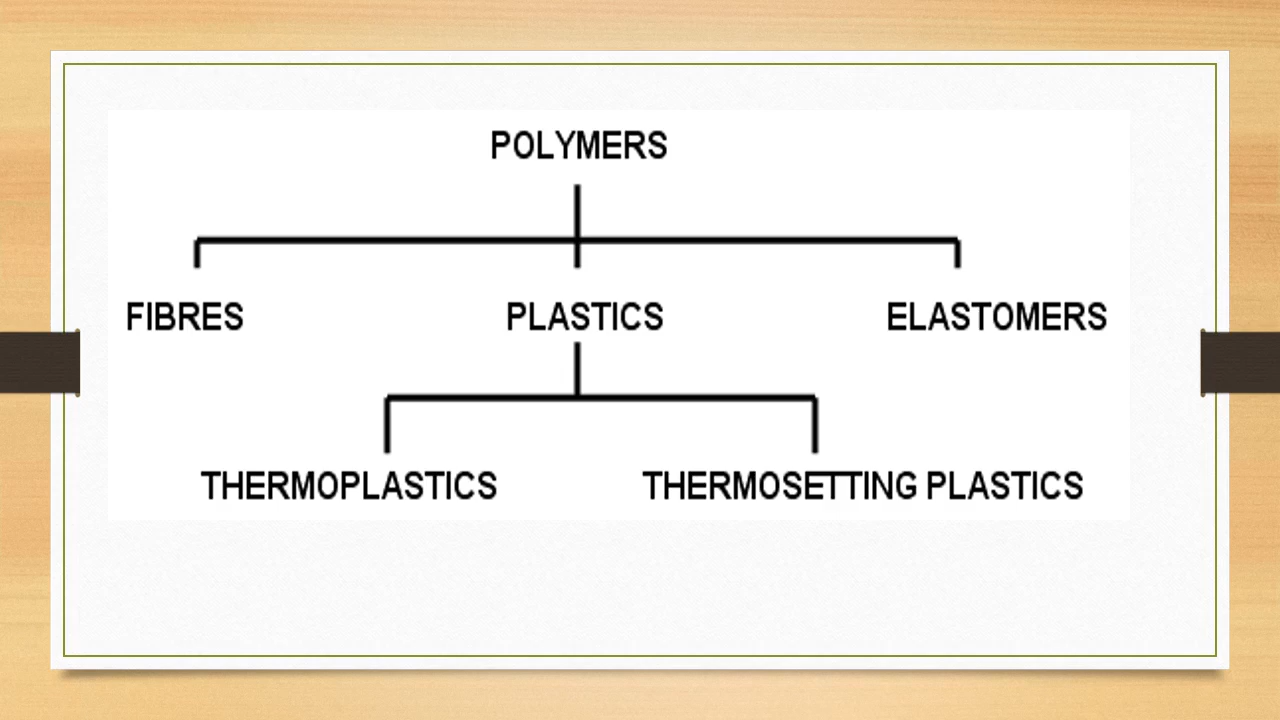 POLYMERS
FIBRES PLASTICS ELASTOMERS
THERMOPLASTICS THERMOSETTING PLASTICS